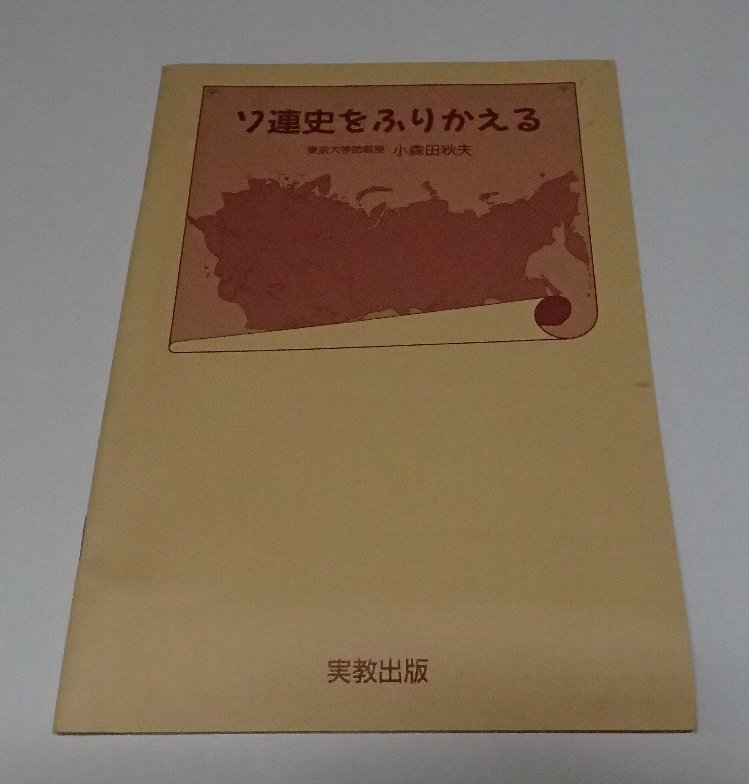 ソ連史をふりかえる
東京大学助教授 小森田秋夫
実教出版